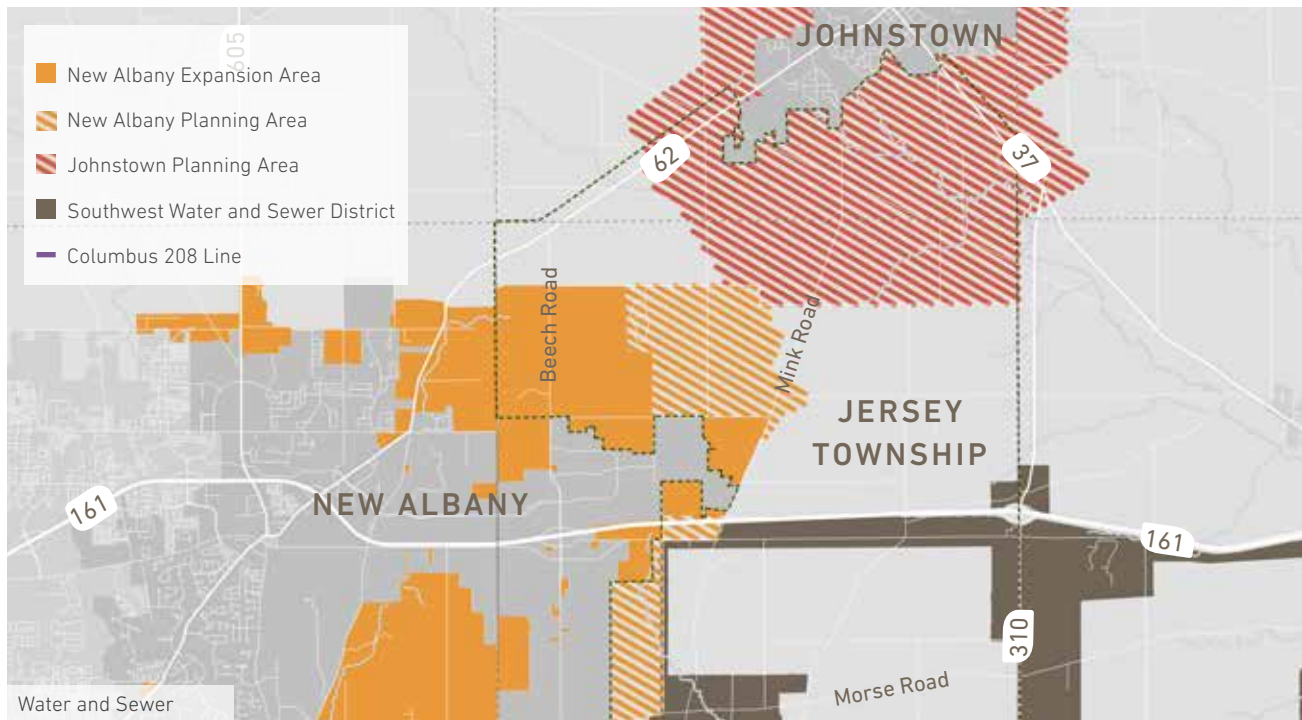 605
New Albany Expansion Area
New Albany Planning Area
Johnstown Planning Area
Southwest Water and Sewer District
Columbus 208 Line
JOHNSTOWN
62
37
Beech Road
Mink Road
JERSEY
TOWNSHIP
NEW ALBANY
161
161
310
Morse Road
Water and Sewer